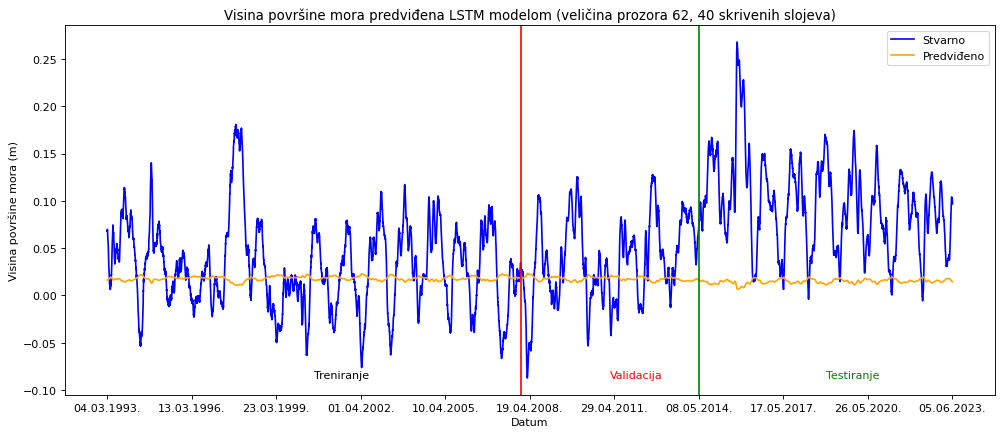 Visina površine mora predviđena LSTM modelom (veličina prozora 62, 40 skrivenih slojeva)
Stvarno
Predviđeno
Visina površine mora (m)
0.25
0.20
0.15
0.10
0.05
0.00
−0.05
−0.10
Treniranje
Validacija
Testiranje
04.03.1993.
13.03.1996.
23.03.1999.
01.04.2002.
10.04.2005.
19.04.2008.
29.04.2011.
08.05.2014.
17.05.2017.
26.05.2020.
05.06.2023.
Datum